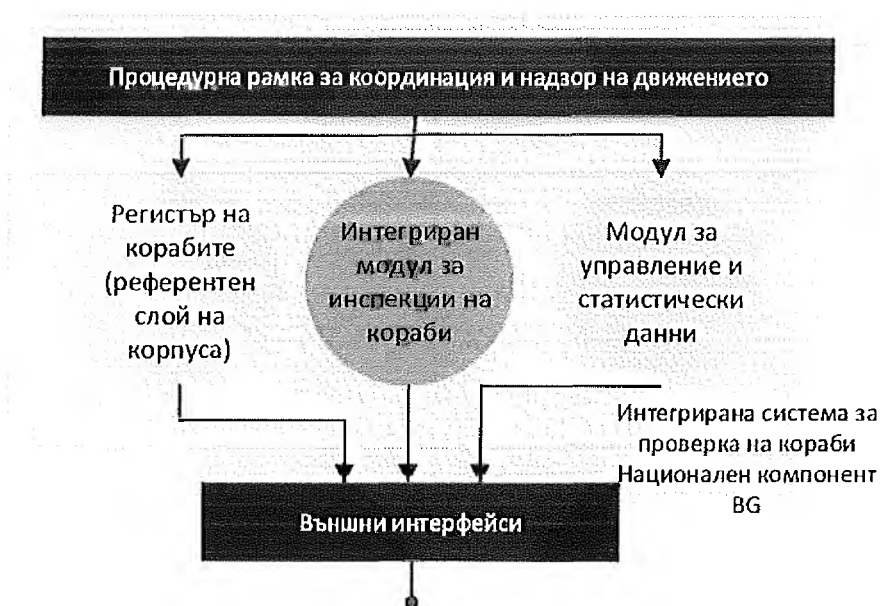 Процедурна рамка за координация и надзор на движението
Регистър на
корабите
(референтен
слой на
корпуса)
Интегриран
модул за
инспекции на
кораби
Модул за
управление и
статистически
данни
Интегрирана система за
проверка на кораби
Национален компонент
BG
Външни интерфейси